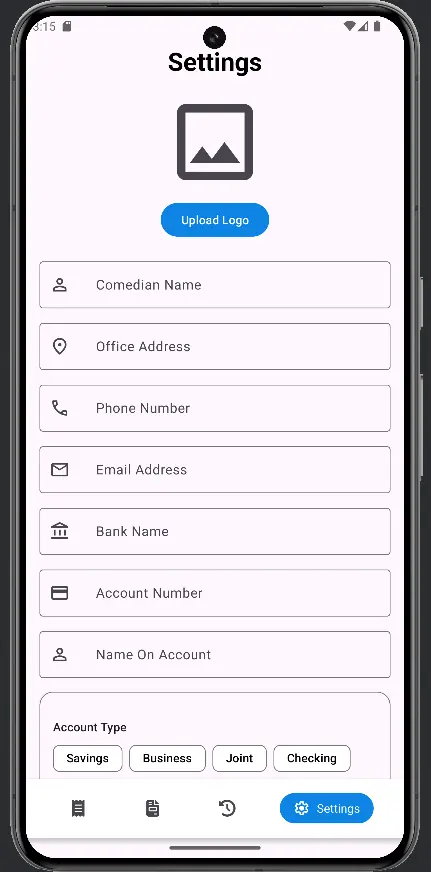 3:15
Settings
Upload Logo
Comedian Name
Office Address
Phone Number
Email Address
Bank Name
Account Number
Name On Account
Account Type
Savings Business Joint Checking
Settings